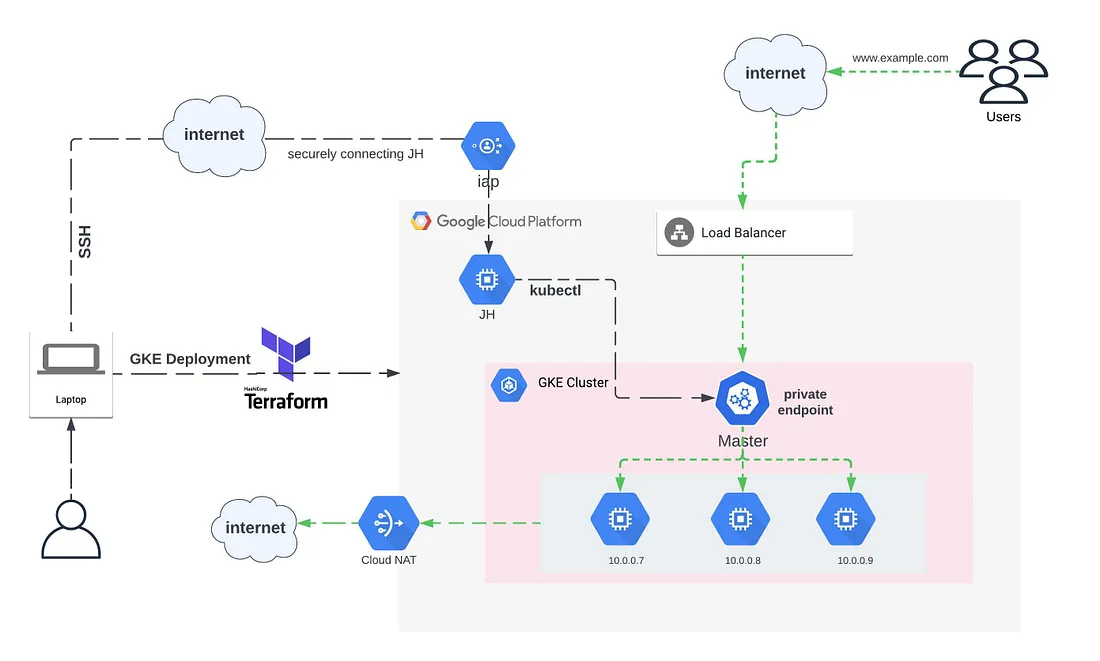 internet
www.example.com
Users
internet
securely connecting JH
iap
Google Cloud Platform
Load Balancer
SSH
JH
kubectl
Laptop
GKE Deployment
HashiCorp
Terraform
GKE Cluster
private
endpoint
Master
internet
Cloud NAT
10.0.0.7
10.0.0.8
10.0.0.9